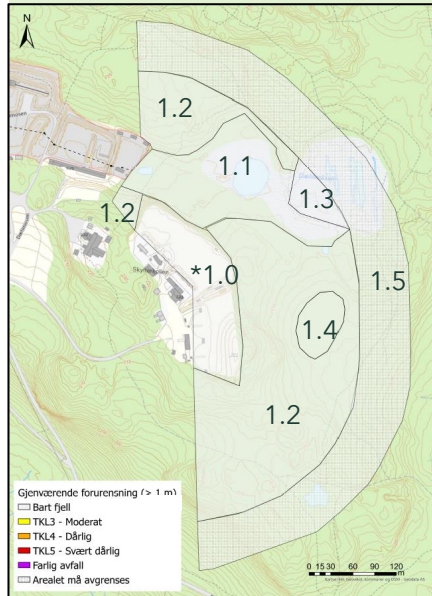 N
1.2
1.1
1.3
1.2
*1.0
1.5
1.4
1.2
Gjenværende forurensning (> 1 m)
Bart fjell
TKL3 - Moderat
TKL4 - Dårlig
TKL5 - Svært dårlig
Farlig avfall
Arealet må avgrenses
0 15 30 60 90 120
m